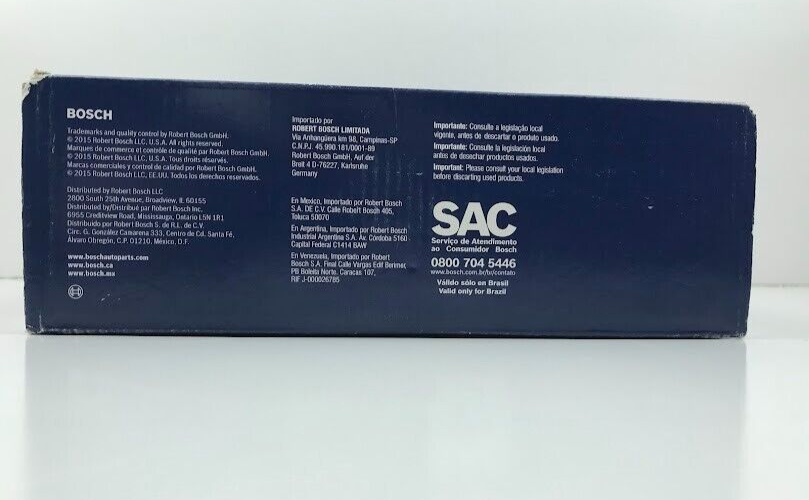 BOSCH
Trademarks and quality control by Robert Bosch GmbH.
© 2015 Robert Bosch LLC, U.S.A. All rights reserved.
Marques de commerce et contrôle de qualité par Robert Bosch GmbH.
© 2015 Robert Bosch LLC, U.S.A. Tous droits réservés.
Marcas comerciales y control de calidad por Robert Bosch GmbH.
© 2015 Robert Bosch LLC, EE.UU. Todos los derechos reservados.
Distributed by Robert Bosch LLC
2800 South 25th Avenue, Broadview, IL 60155
Distributed by/Distribué par Robert Bosch Inc.
6955 Creditview Road, Mississauga, Ontario L5N 1R1
Distribuido por Robert Bosch S. de R.L. de C.V.
Circ. G. González Camarena 333, Centro de Cd. Santa Fé,
Álvaro Obregón, C.P. 01210, México, D.F.
www.boschautoparts.com
www.bosch.ca
www.bosch.mx
Importado por
ROBERT BOSCH LIMITADA
Via Anhangüera km 98, Campinas-SP
C.N.P.J. 45.990.181/0001-89
Robert Bosch GmbH, Auf der
Breit 4 D-76227, Karlsruhe
Germany
En Mexico, Importado por Robert Bosch
S.A. DE C.V. Calle Robert Bosch 405,
Toluca 50070
En Argentina, Importado por Robert Bosch
Industrial Argentina S.A. Av. Córdoba 5160
Capital Federal C1414 BAW
En Venezuela, Importado por Robert
Bosch S.A. Final Calle Vargas Edif Berimer,
PB Boleita Norte. Caracas 107,
RIF J-000026785
Importante: Consulte a legislação local
vigente, antes de descartar o produto usado.
Importante: Consulte la legislación local
antes de desechar productos usados.
Important: Please consult your local legislation
before discarting used products.
SAC
Serviço de Atendimento
ao Consumidor Bosch
0800 704 5446
www.bosch.com.br/br/contato
Válido sólo en Brasil
Valid only for Brazil